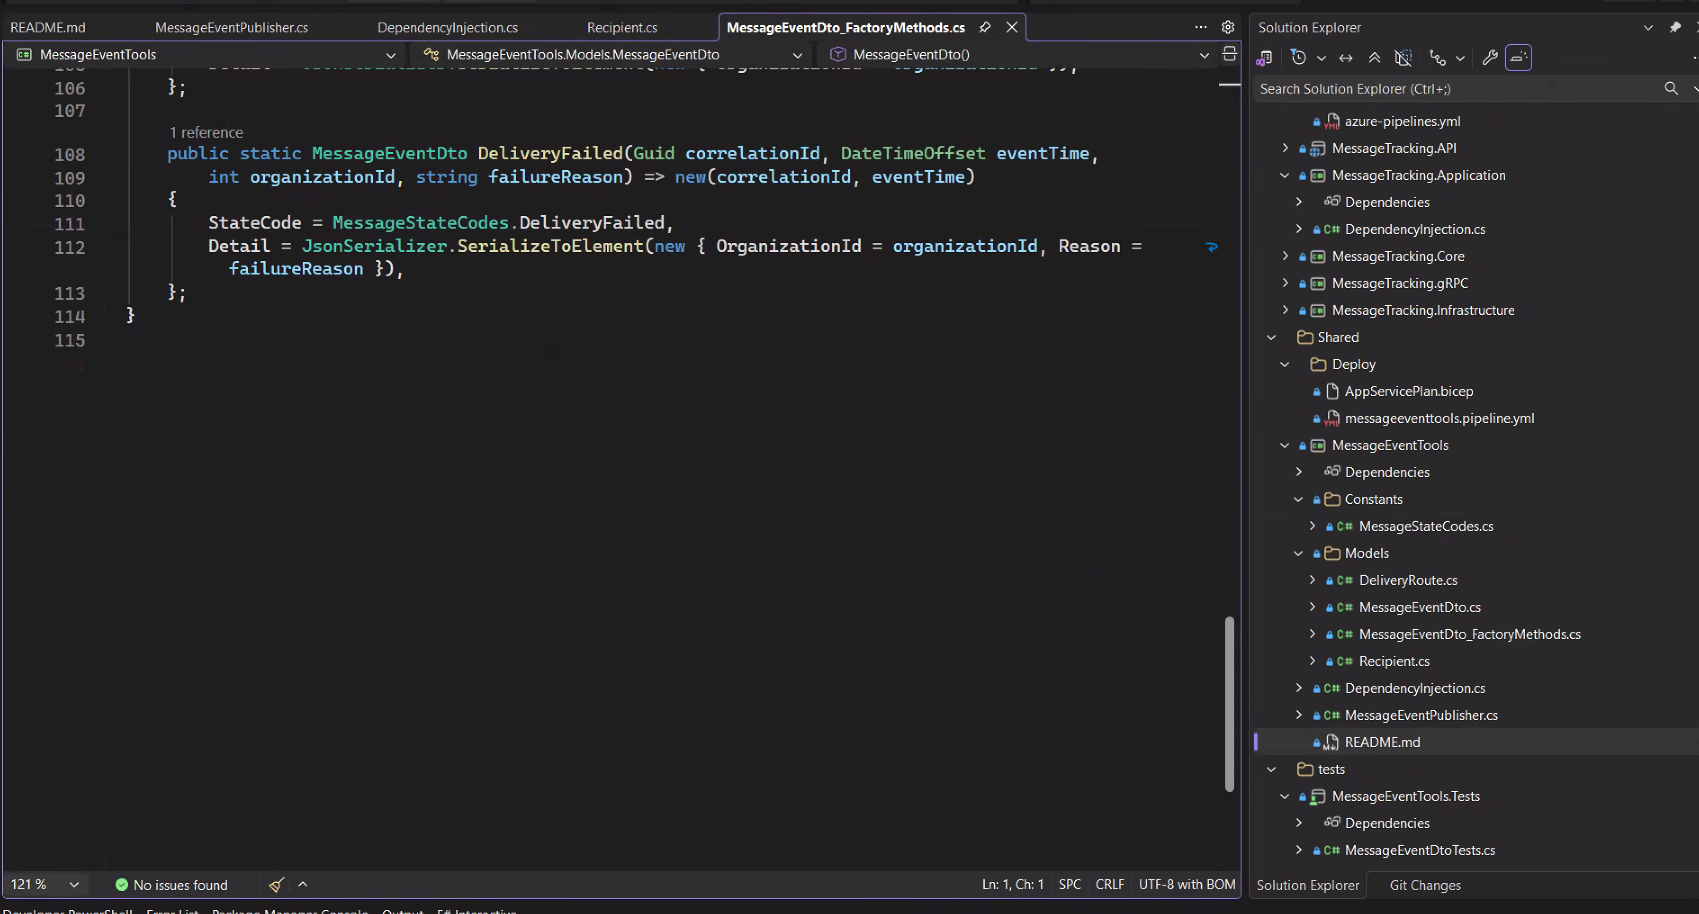 README.md MessageEventPublisher.cs DependencyInjection.cs Recipient.cs MessageEventDto_FactoryMethods.cs
MessageEventTools MessageEventTools.Models.MessageEventDto MessageEventDto()
106 };
107
1 reference
108 public static MessageEventDto DeliveryFailed(Guid correlationId, DateTimeOffset eventTime,
109 int organizationId, string failureReason) => new(correlationId, eventTime)
110 {
111 StateCode = MessageStateCodes.DeliveryFailed,
112 Detail = JsonSerializer.SerializeToElement(new { OrganizationId = organizationId, Reason =
failureReason }),
113 };
114 }
115
121 % No issues found Ln: 1, Ch: 1 SPC CRLF UTF-8 with BOM
Solution Explorer
Search Solution Explorer (Ctrl+;)
azure-pipelines.yml
MessageTracking.API
MessageTracking.Application
Dependencies
C# DependencyInjection.cs
MessageTracking.Core
MessageTracking.gRPC
MessageTracking.Infrastructure
Shared
Deploy
AppServicePlan.bicep
messageeventtools.pipeline.yml
MessageEventTools
Dependencies
Constants
C# MessageStateCodes.cs
Models
C# DeliveryRoute.cs
C# MessageEventDto.cs
C# MessageEventDto_FactoryMethods.cs
C# Recipient.cs
C# DependencyInjection.cs
C# MessageEventPublisher.cs
README.md
tests
MessageEventTools.Tests
Dependencies
C# MessageEventDtoTests.cs
Solution Explorer Git Changes